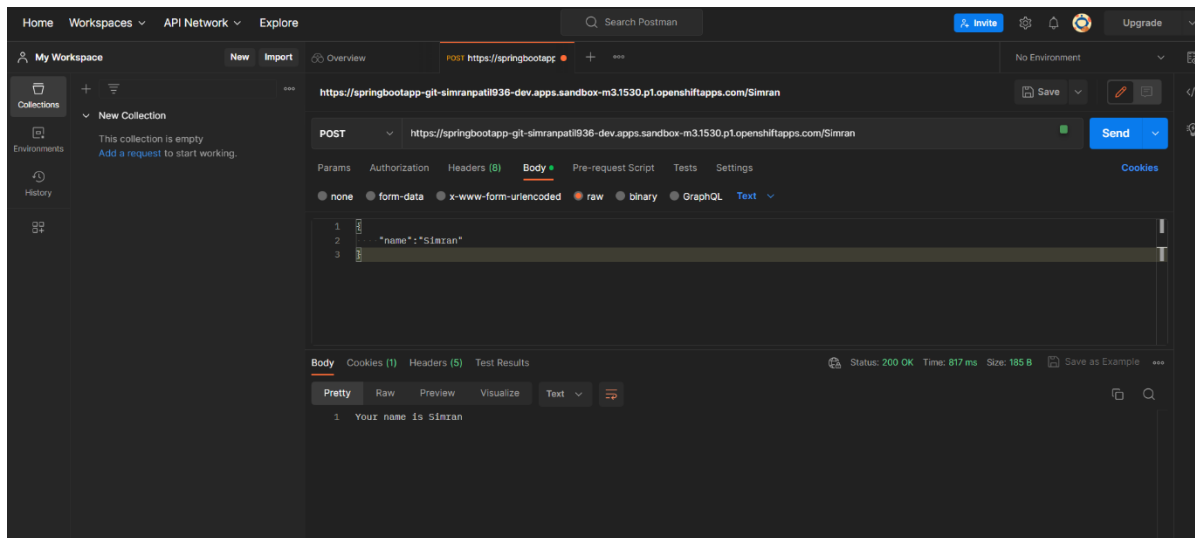 Home Workspaces API Network Explore Search Postman Invite Upgrade
My Workspace New Import Overview POST https://springbootapp No Environment
Collections
Environments
History
New Collection
This collection is empty
Add a request to start working.
https://springbootapp-git-simranpatil936-dev.apps.sandbox-m3.1530.p1.openshiftapps.com/Simran Save
POST https://springbootapp-git-simranpatil936-dev.apps.sandbox-m3.1530.p1.openshiftapps.com/Simran Send
Params Authorization Headers (8) Body Pre-request Script Tests Settings Cookies
none form-data x-www-form-urlencoded raw binary GraphQL Text
1 {
2 "name":"Simran"
3 }
Body Cookies (1) Headers (5) Test Results Status: 200 OK Time: 817 ms Size: 185 B Save as Example
Pretty Raw Preview Visualize Text
1 Your name is Simran